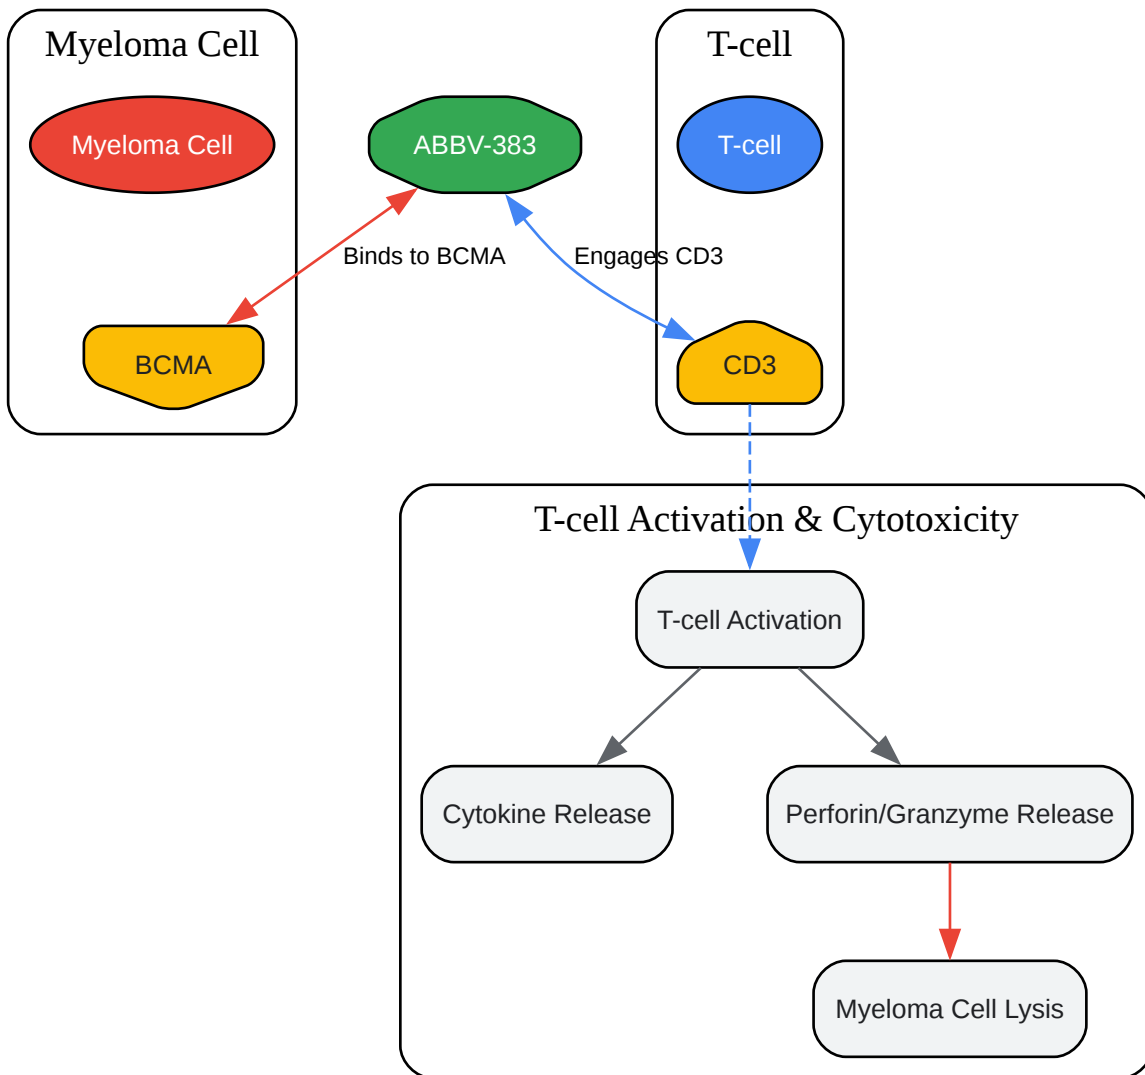 Myeloma Cell
T-cell
Myeloma Cell
ABBV-383
T-cell
Binds to BCMA
Engages CD3
BCMA
CD3
T-cell Activation & Cytotoxicity
T-cell Activation
Cytokine Release
Perforin/Granzyme Release
Myeloma Cell Lysis